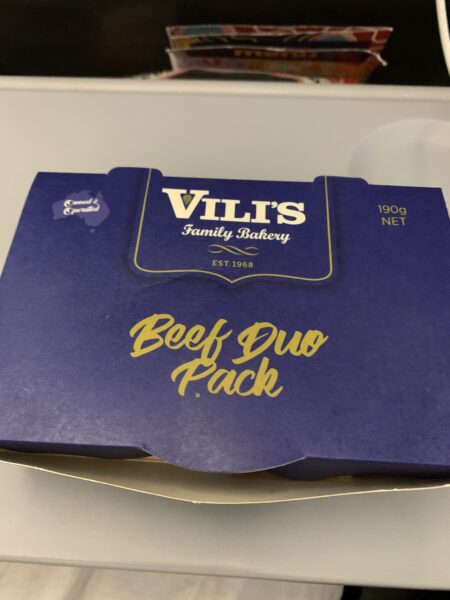 Owned &
Operated
VILI'S
Family Bakery
EST. 1968
190g
NET
Beef Duo
Pack